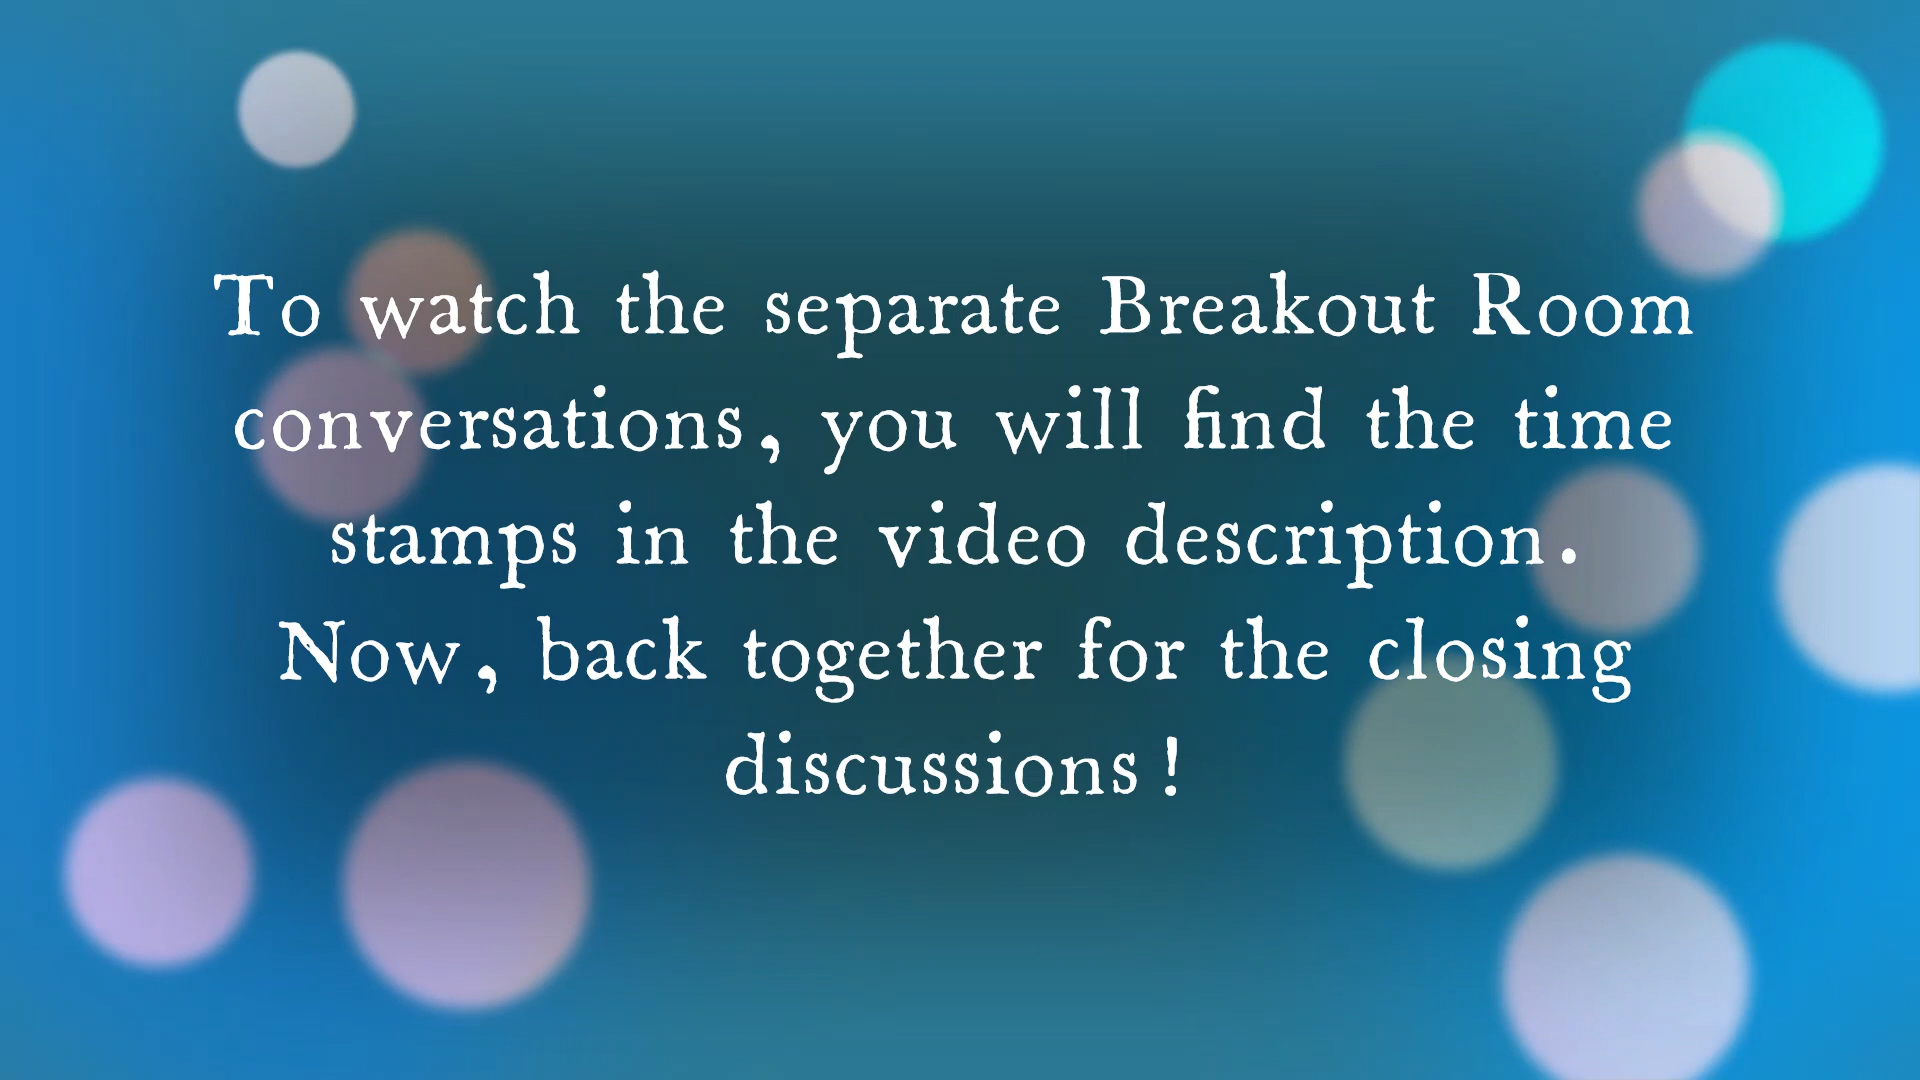 To watch the separate Breakout Room
conversations, you will find the time
stamps in the video description.
Now, back together for the closing
discussions!